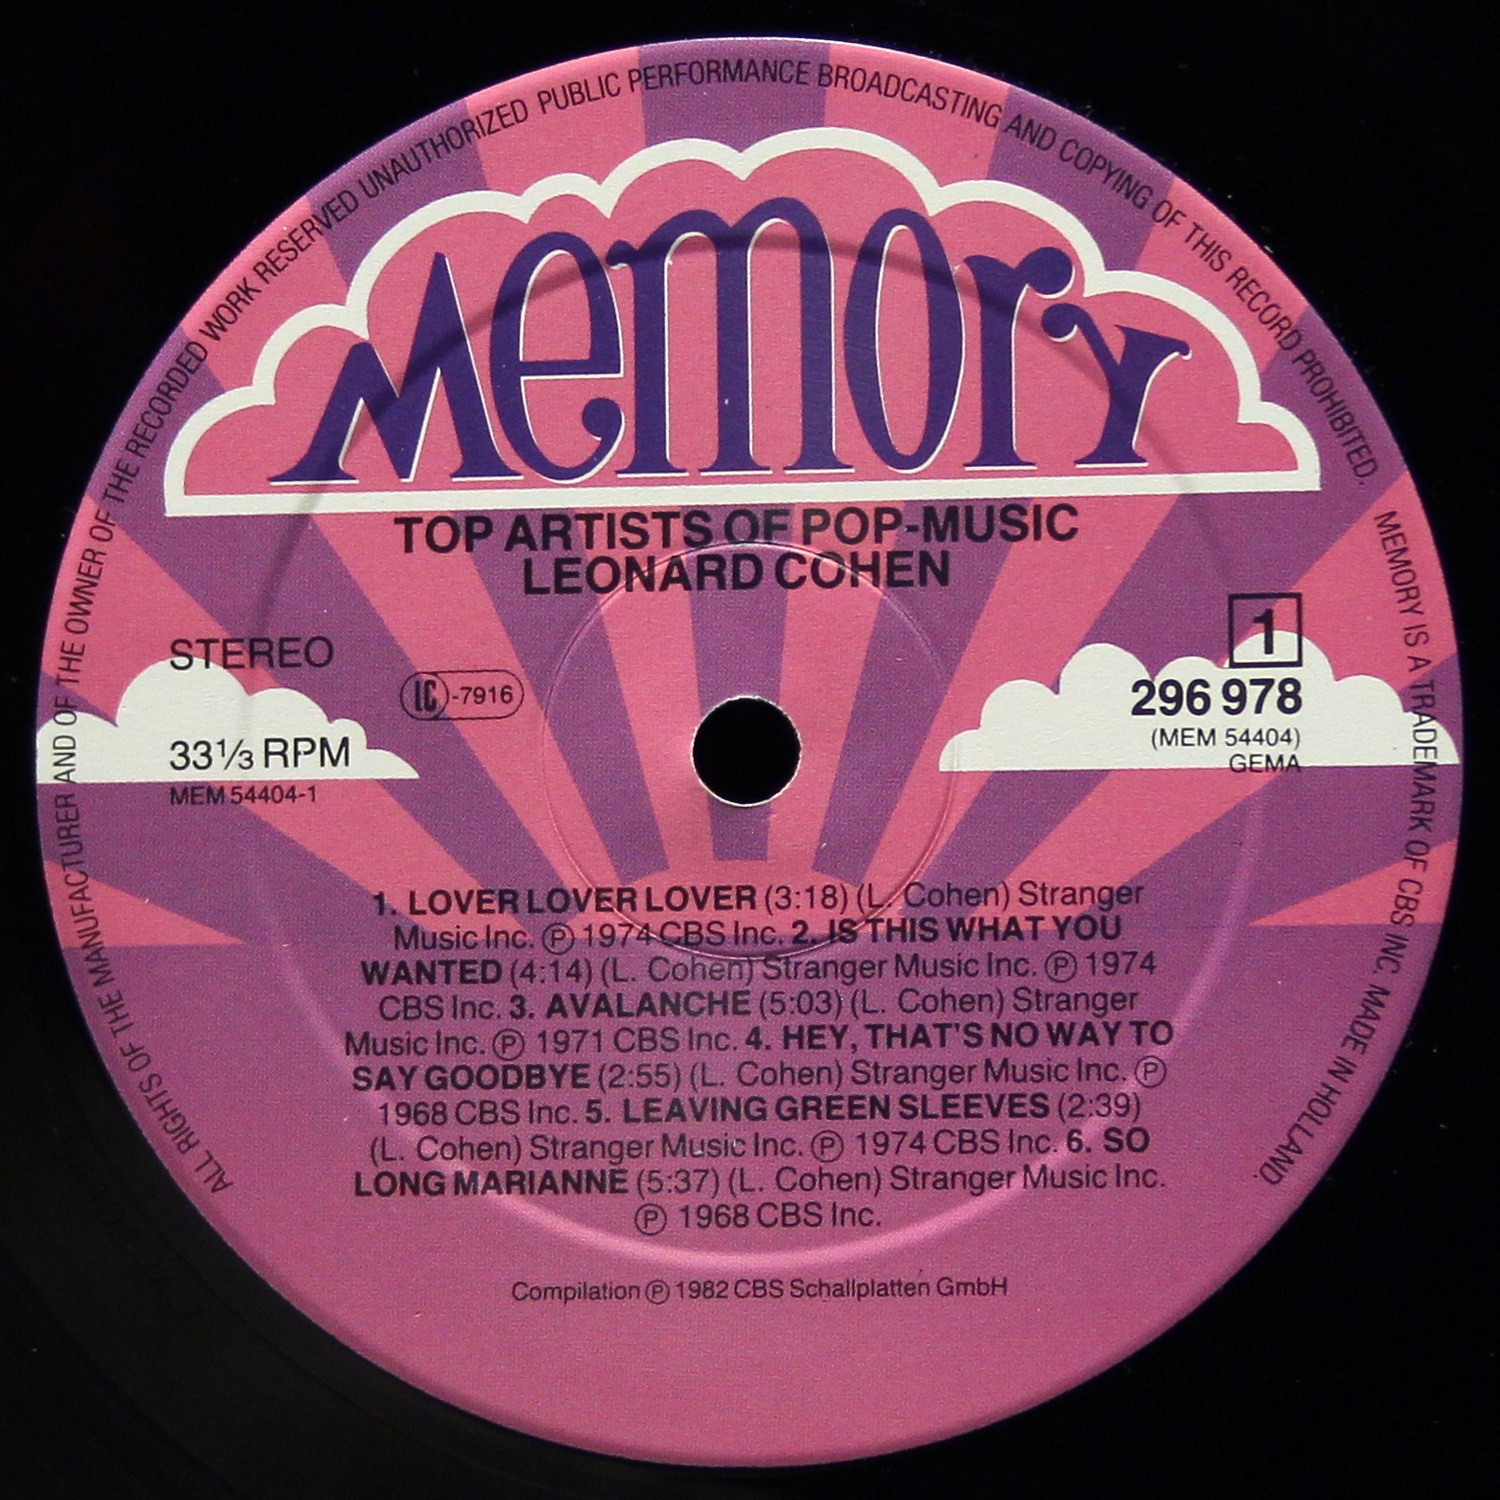 ALL RIGHTS OF THE MANUFACTURER AND OF THE OWNER OF THE RECORDED WORK RESERVED UNAUTHORIZED PUBLIC PERFORMANCE BROADCASTING AND COPYING OF THIS RECORD PROHIBITED.
MEMORY IS A TRADEMARK OF CBS INC. MADE IN HOLLAND.
Memory
TOP ARTISTS OF POP-MUSIC
LEONARD COHEN
STEREO
LC-7916
33⅓ RPM
MEM 54404-1
1
296 978
(MEM 54404)
GEMA
1. LOVER LOVER LOVER (3:18) (L. Cohen) Stranger
Music Inc. Ⓟ 1974 CBS Inc. 2. IS THIS WHAT YOU
WANTED (4:14) (L. Cohen) Stranger Music Inc. Ⓟ 1974
CBS Inc. 3. AVALANCHE (5:03) (L. Cohen) Stranger
Music Inc. Ⓟ 1971 CBS Inc. 4. HEY, THAT'S NO WAY TO
SAY GOODBYE (2:55) (L. Cohen) Stranger Music Inc. Ⓟ
1968 CBS Inc. 5. LEAVING GREEN SLEEVES (2:39)
(L. Cohen) Stranger Music Inc. Ⓟ 1974 CBS Inc. 6. SO
LONG MARIANNE (5:37) (L. Cohen) Stranger Music Inc.
Ⓟ 1968 CBS Inc.
Compilation Ⓟ 1982 CBS Schallplatten GmbH